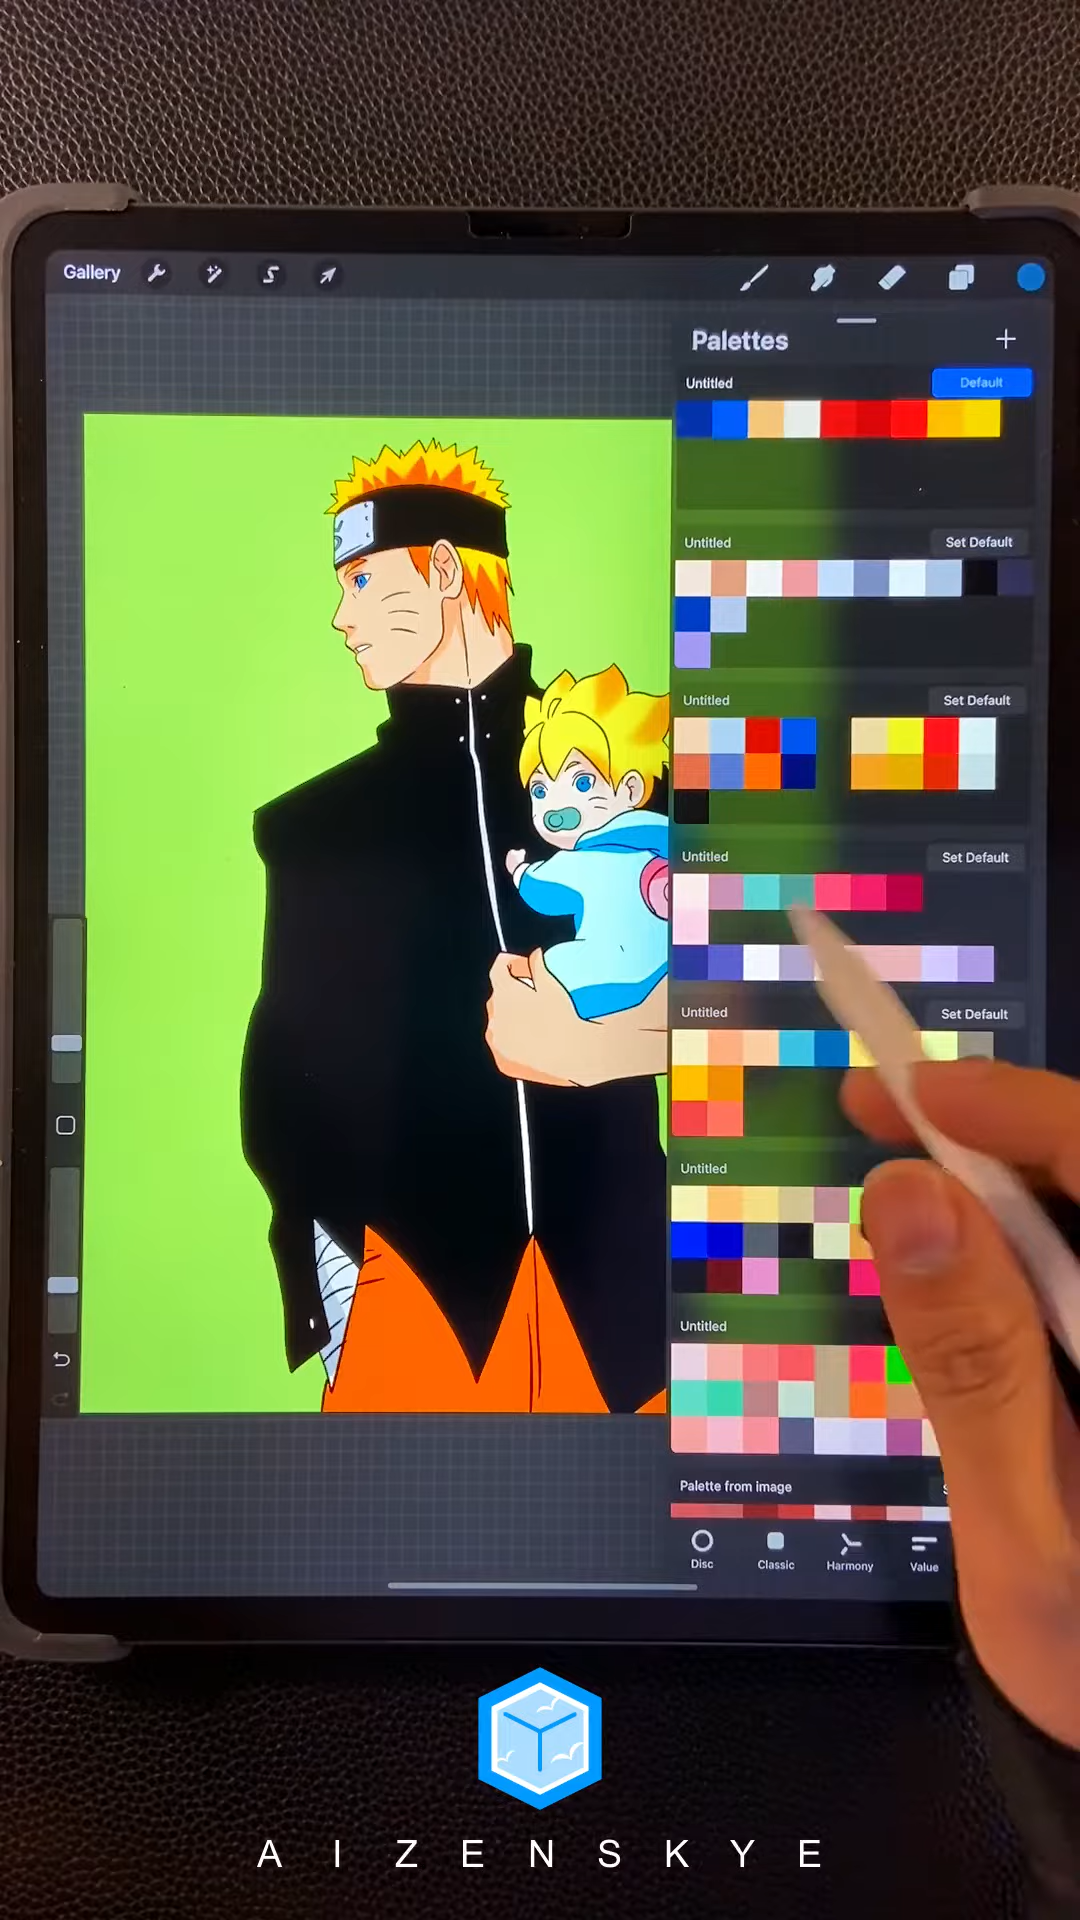 Gallery
Palettes
Untitled
Default
Untitled
Set Default
Untitled
Set Default
Untitled
Set Default
Untitled
Set Default
Untitled
Untitled
Palette from image
Disc
Classic
Harmony
Value
AIZENSKYE